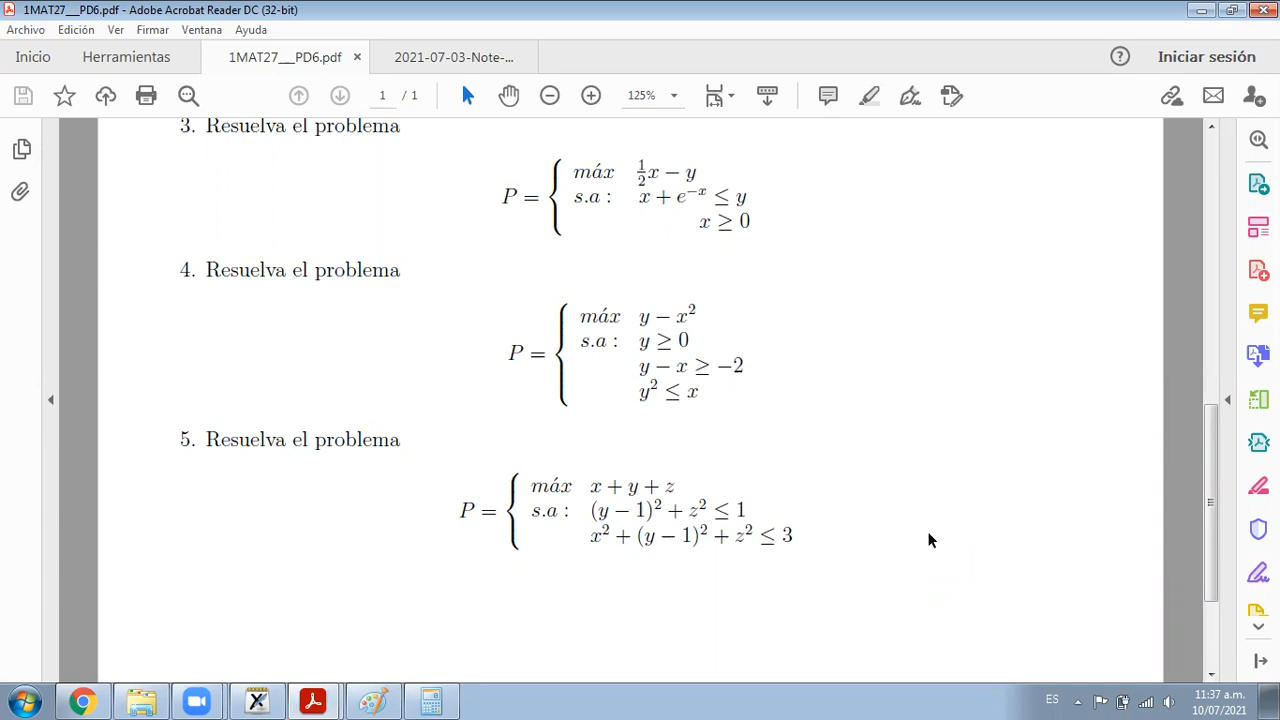 1MAT27___PD6.pdf - Adobe Acrobat Reader DC (32-bit)
Archivo Edición Ver Firmar Ventana Ayuda
Inicio Herramientas 1MAT27___PD6.pdf × 2021-07-03-Note-... Iniciar sesión
1 / 1 125%
3. Resuelva el problema
máx ½x − y
P = { s.a : x + e^{−x} ≤ y
x ≥ 0
4. Resuelva el problema
máx y − x²
s.a : y ≥ 0
P = {
y − x ≥ −2
y² ≤ x
5. Resuelva el problema
máx x + y + z
P = { s.a : (y − 1)² + z² ≤ 1
x² + (y − 1)² + z² ≤ 3
ES 11:37 a.m.
10/07/2021